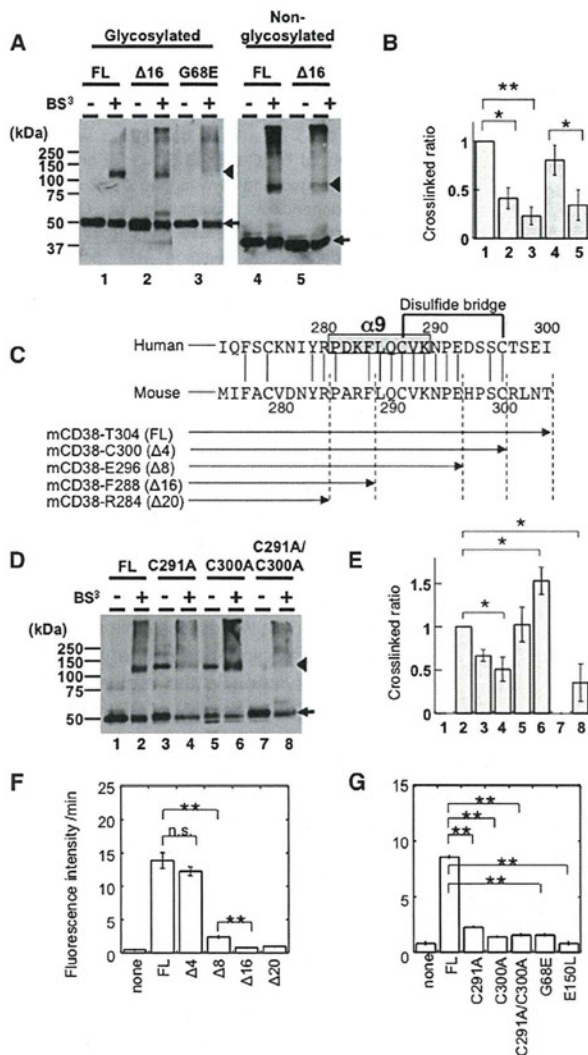 A
Glycosylated
Non-
glycosylated
FL Δ16 G68E FL Δ16
BS³ - + - + - + - + - +
(kDa)
250
150
100
75
50
37
1 2 3 4 5
B
Crosslinked ratio
**
*
*
1
0.5
0
1 2 3 4 5
C
Disulfide bridge
280 α9 290 300
Human IQFSCKNIYRPDKFLQCVKNPEDSSCTSEI
Mouse MIFACVDNYRPARFLQCVKNPEHPSCRLNT
280 290 300
mCD38-T304 (FL)
mCD38-C300 (Δ4)
mCD38-E296 (Δ8)
mCD38-F288 (Δ16)
mCD38-R284 (Δ20)
D
FL C291A C300A C291A/
C300A
BS³ - + - + - + - +
(kDa)
250
150
100
75
50
1 2 3 4 5 6 7 8
E
Crosslinked ratio
*
*
*
1.5
1
0.5
0
1 2 3 4 5 6 7 8
F
Fluorescence intensity /min
25
20
15
10
5
0
**
n.s.
**
none FL Δ4 Δ8 Δ16 Δ20
G
15
10
5
0
**
**
**
**
**
none FL C291A C300A C291A/C300A G68E E150L